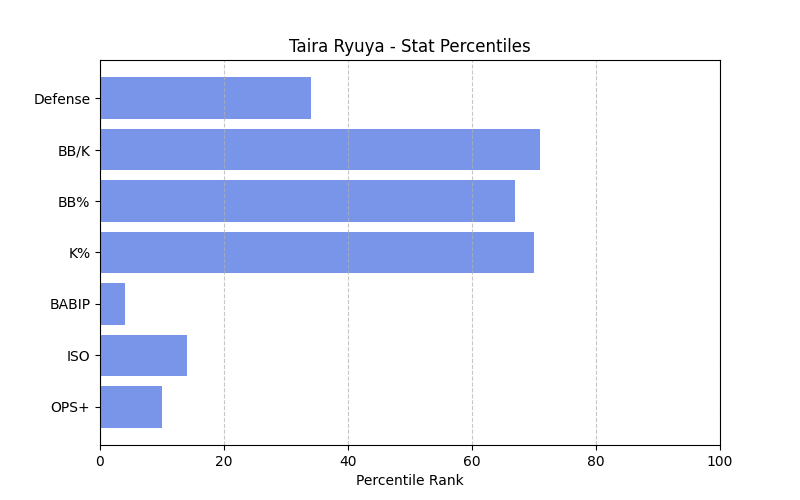 Taira Ryuya - Stat Percentiles
Defense
BB/K
BB%
K%
BABIP
ISO
OPS+
0 20 40 60 80 100
Percentile Rank